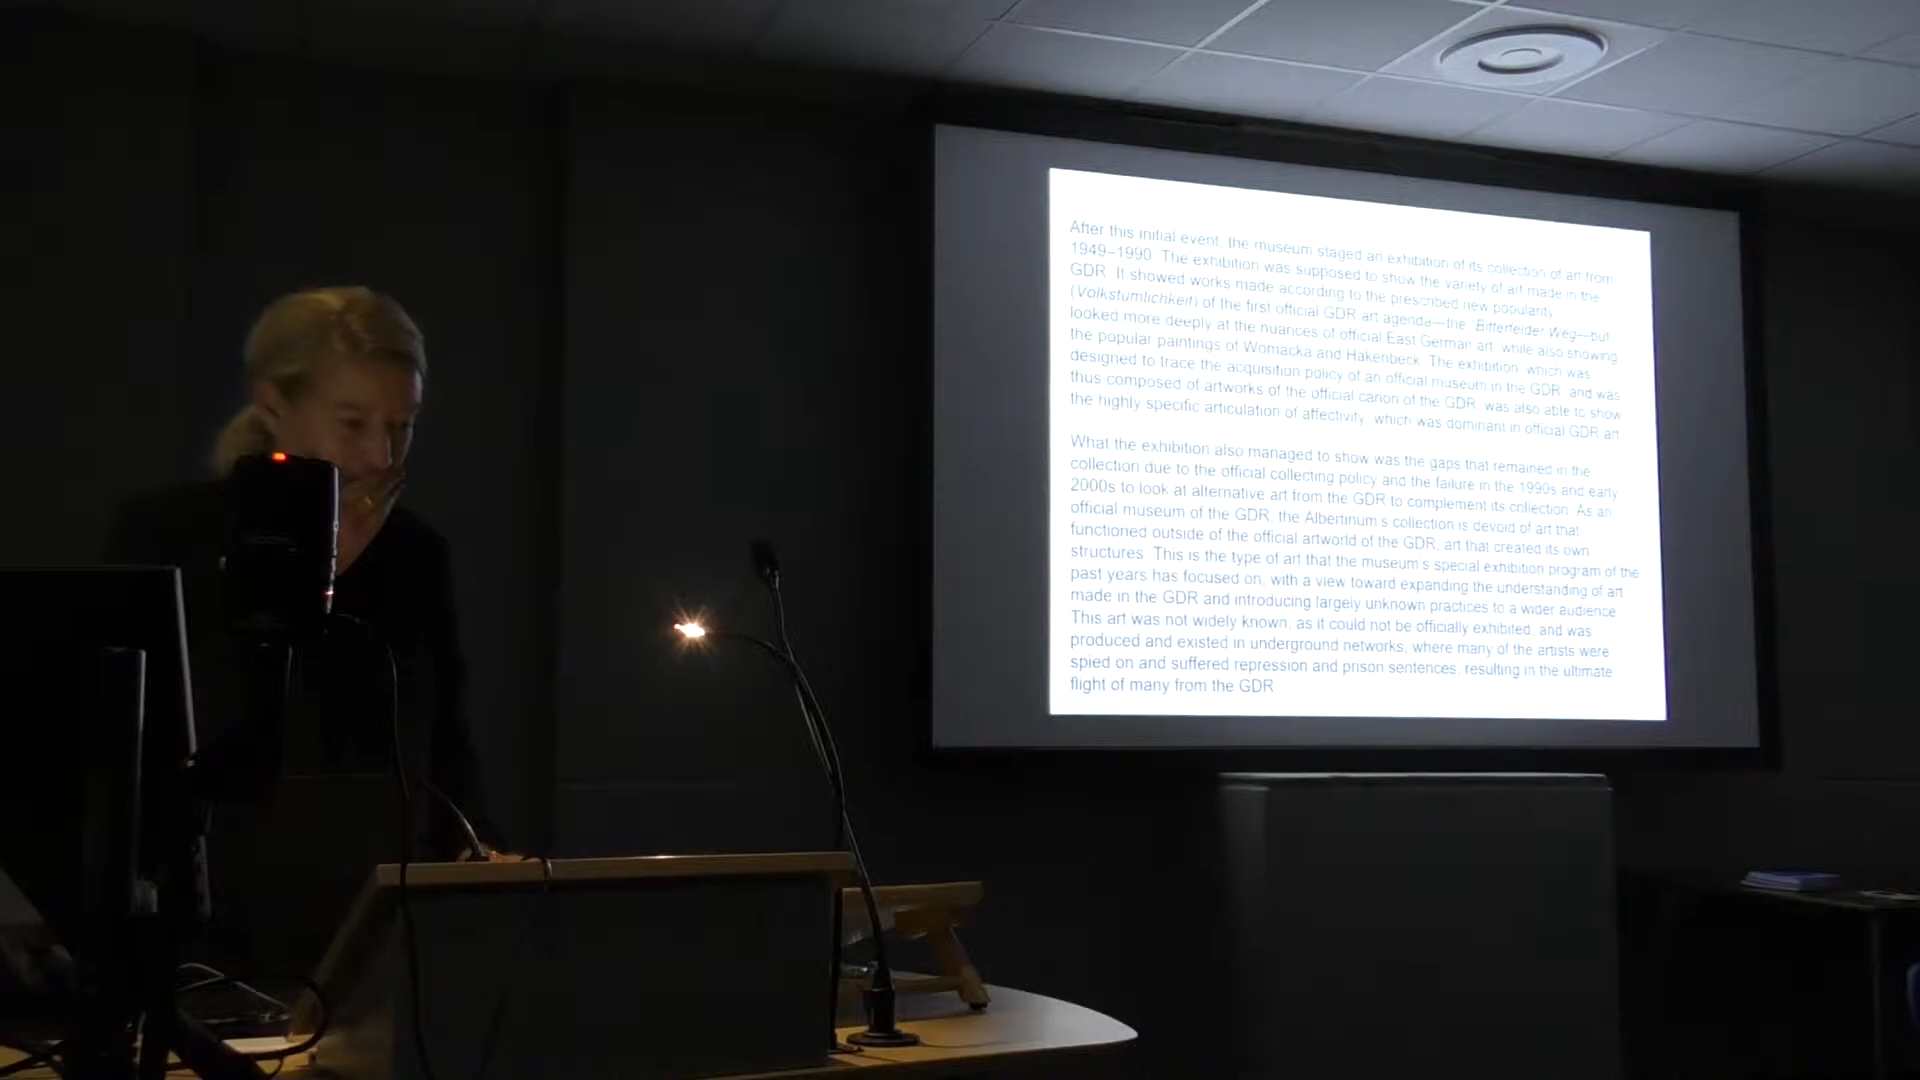 After this initial event, the museum staged an exhibition of its collection of art from
1949–1990. The exhibition was supposed to show the variety of art made in the
GDR. It showed works made according to the prescribed new popularity
(Volkstümlichkeit) of the first official GDR art agenda—the Bitterfelder Weg—but
looked more deeply at the nuances of official East German art, while also showing
the popular paintings of Womacka and Hakenbeck. The exhibition, which was
designed to trace the acquisition policy of an official museum in the GDR, and was
thus composed of artworks of the official canon of the GDR, was also able to show
the highly specific articulation of affectivity, which was dominant in official GDR art.
What the exhibition also managed to show was the gaps that remained in the
collection due to the official collecting policy and the failure in the 1990s and early
2000s to look at alternative art from the GDR to complement its collection. As an
official museum of the GDR, the Albertinum's collection is devoid of art that
functioned outside of the official artworld of the GDR, art that created its own
structures. This is the type of art that the museum's special exhibition program of the
past years has focused on, with a view toward expanding the understanding of art
made in the GDR and introducing largely unknown practices to a wider audience.
This art was not widely known, as it could not be officially exhibited, and was
produced and existed in underground networks, where many of the artists were
spied on and suffered repression and prison sentences, resulting in the ultimate
flight of many from the GDR.